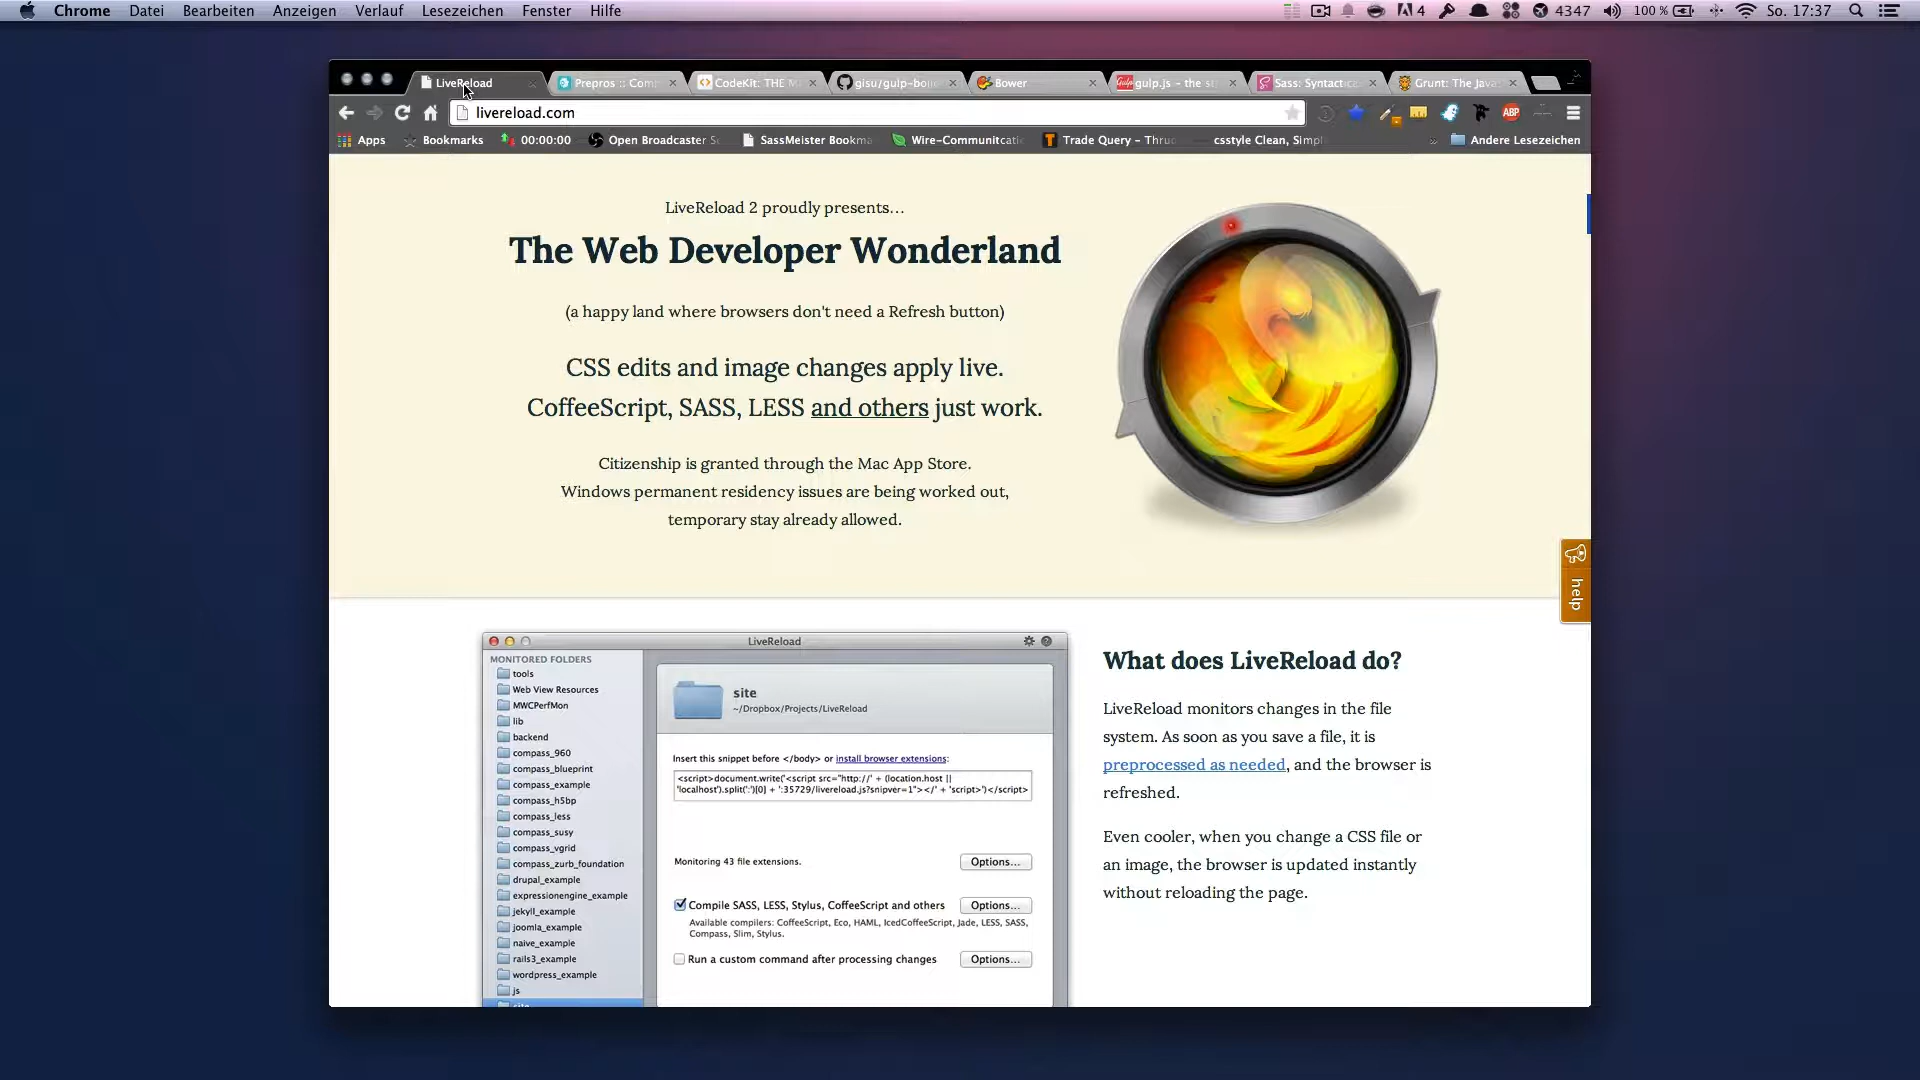 Chrome Datei Bearbeiten Anzeigen Verlauf Lesezeichen Fenster Hilfe
4 4347 100 % So. 17:37
LiveReload Prepros :: Comp CodeKit: THE M gisu/gulp-boile Bower gulp.js – the st Sass: Syntactica Grunt: The Java
livereload.com
Apps Bookmarks 00:00:00 Open Broadcaster S SassMeister Bookma Wire-Communitcati Trade Query - Thru csstyle Clean, Simpl » Andere Lesezeichen
LiveReload 2 proudly presents…
The Web Developer Wonderland
(a happy land where browsers don't need a Refresh button)
CSS edits and image changes apply live.
CoffeeScript, SASS, LESS and others just work.
Citizenship is granted through the Mac App Store.
Windows permanent residency issues are being worked out,
temporary stay already allowed.
help
LiveReload
MONITORED FOLDERS
tools
Web View Resources
MWCPerfMon
lib
backend
compass_960
compass_blueprint
compass_example
compass_h5bp
compass_less
compass_susy
compass_vgrid
compass_zurb_foundation
drupal_example
expressionengine_example
jekyll_example
joomla_example
naive_example
rails3_example
wordpress_example
js
site
site
~/Dropbox/Projects/LiveReload
Insert this snippet before </body> or install browser extensions:
<script>document.write('<script src="http://' + (location.host ||
'localhost').split(':')[0] + ':35729/livereload.js?snipver=1"></' + 'script>')</script>
Monitoring 43 file extensions.
Options...
Compile SASS, LESS, Stylus, CoffeeScript and others
Options...
Available compilers: CoffeeScript, Eco, HAML, IcedCoffeeScript, Jade, LESS, SASS,
Compass, Slim, Stylus.
Run a custom command after processing changes
Options...
What does LiveReload do?
LiveReload monitors changes in the file
system. As soon as you save a file, it is
preprocessed as needed, and the browser is
refreshed.
Even cooler, when you change a CSS file or
an image, the browser is updated instantly
without reloading the page.
ABP